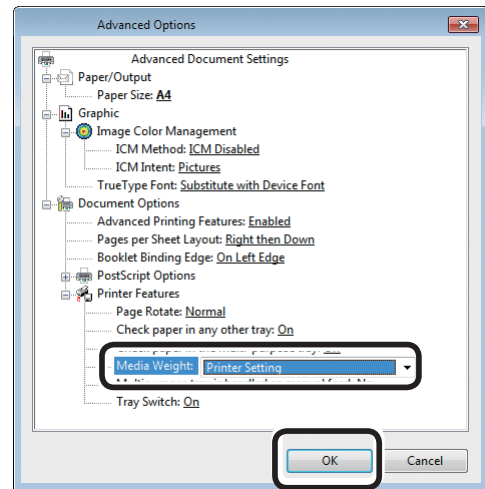 Advanced Options
Advanced Document Settings
Paper/Output
Paper Size: A4
Graphic
Image Color Management
ICM Method: ICM Disabled
ICM Intent: Pictures
TrueType Font: Substitute with Device Font
Document Options
Advanced Printing Features: Enabled
Pages per Sheet Layout: Right then Down
Booklet Binding Edge: On Left Edge
PostScript Options
Printer Features
Page Rotate: Normal
Check paper in any other tray: On
Media Weight: Printer Setting
Tray Switch: On
OK Cancel